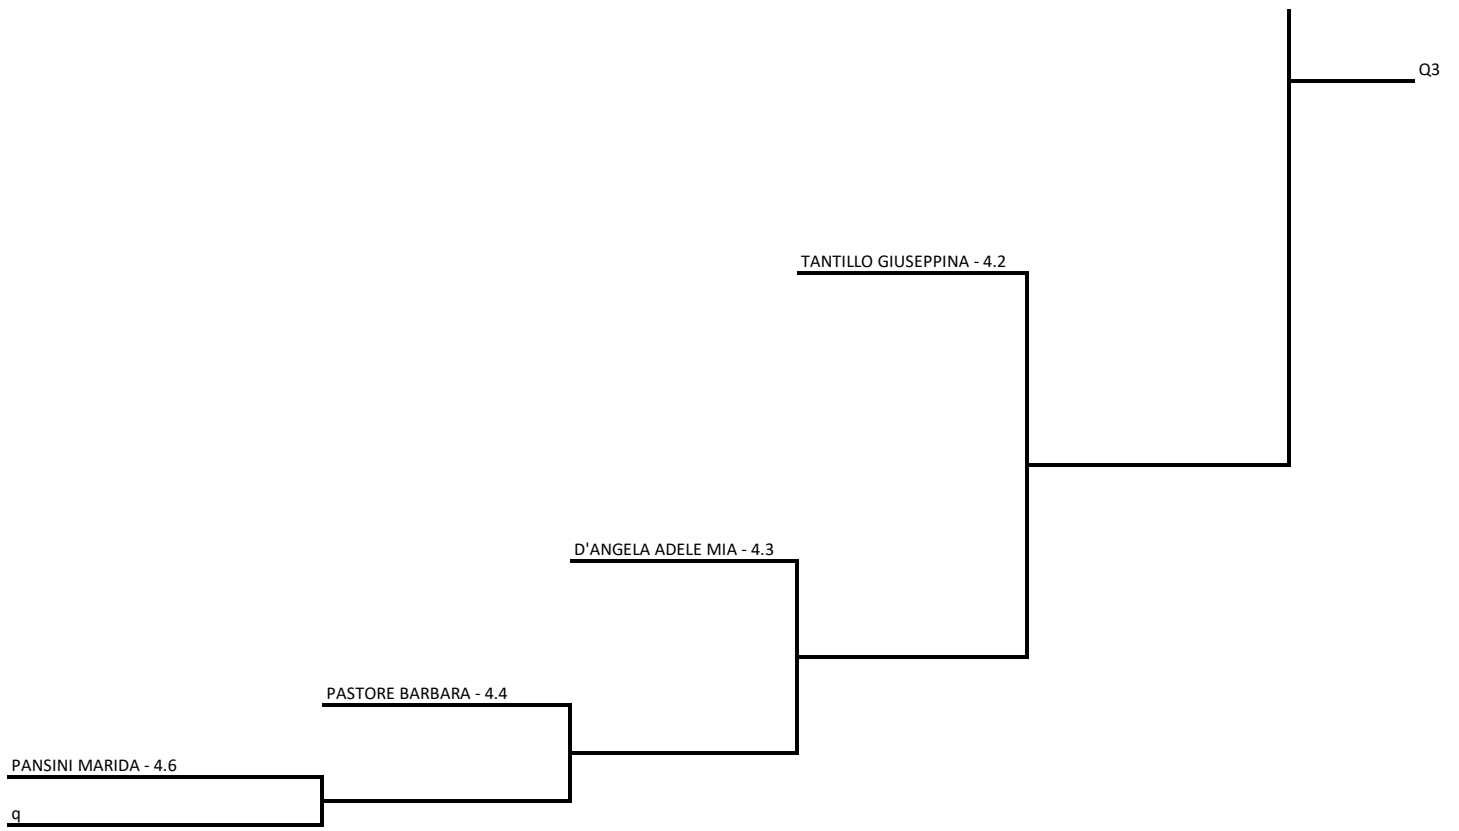 Q3
TANTILLO GIUSEPPINA - 4.2
D'ANGELA ADELE MIA - 4.3
PASTORE BARBARA - 4.4
PANSINI MARIDA - 4.6
q